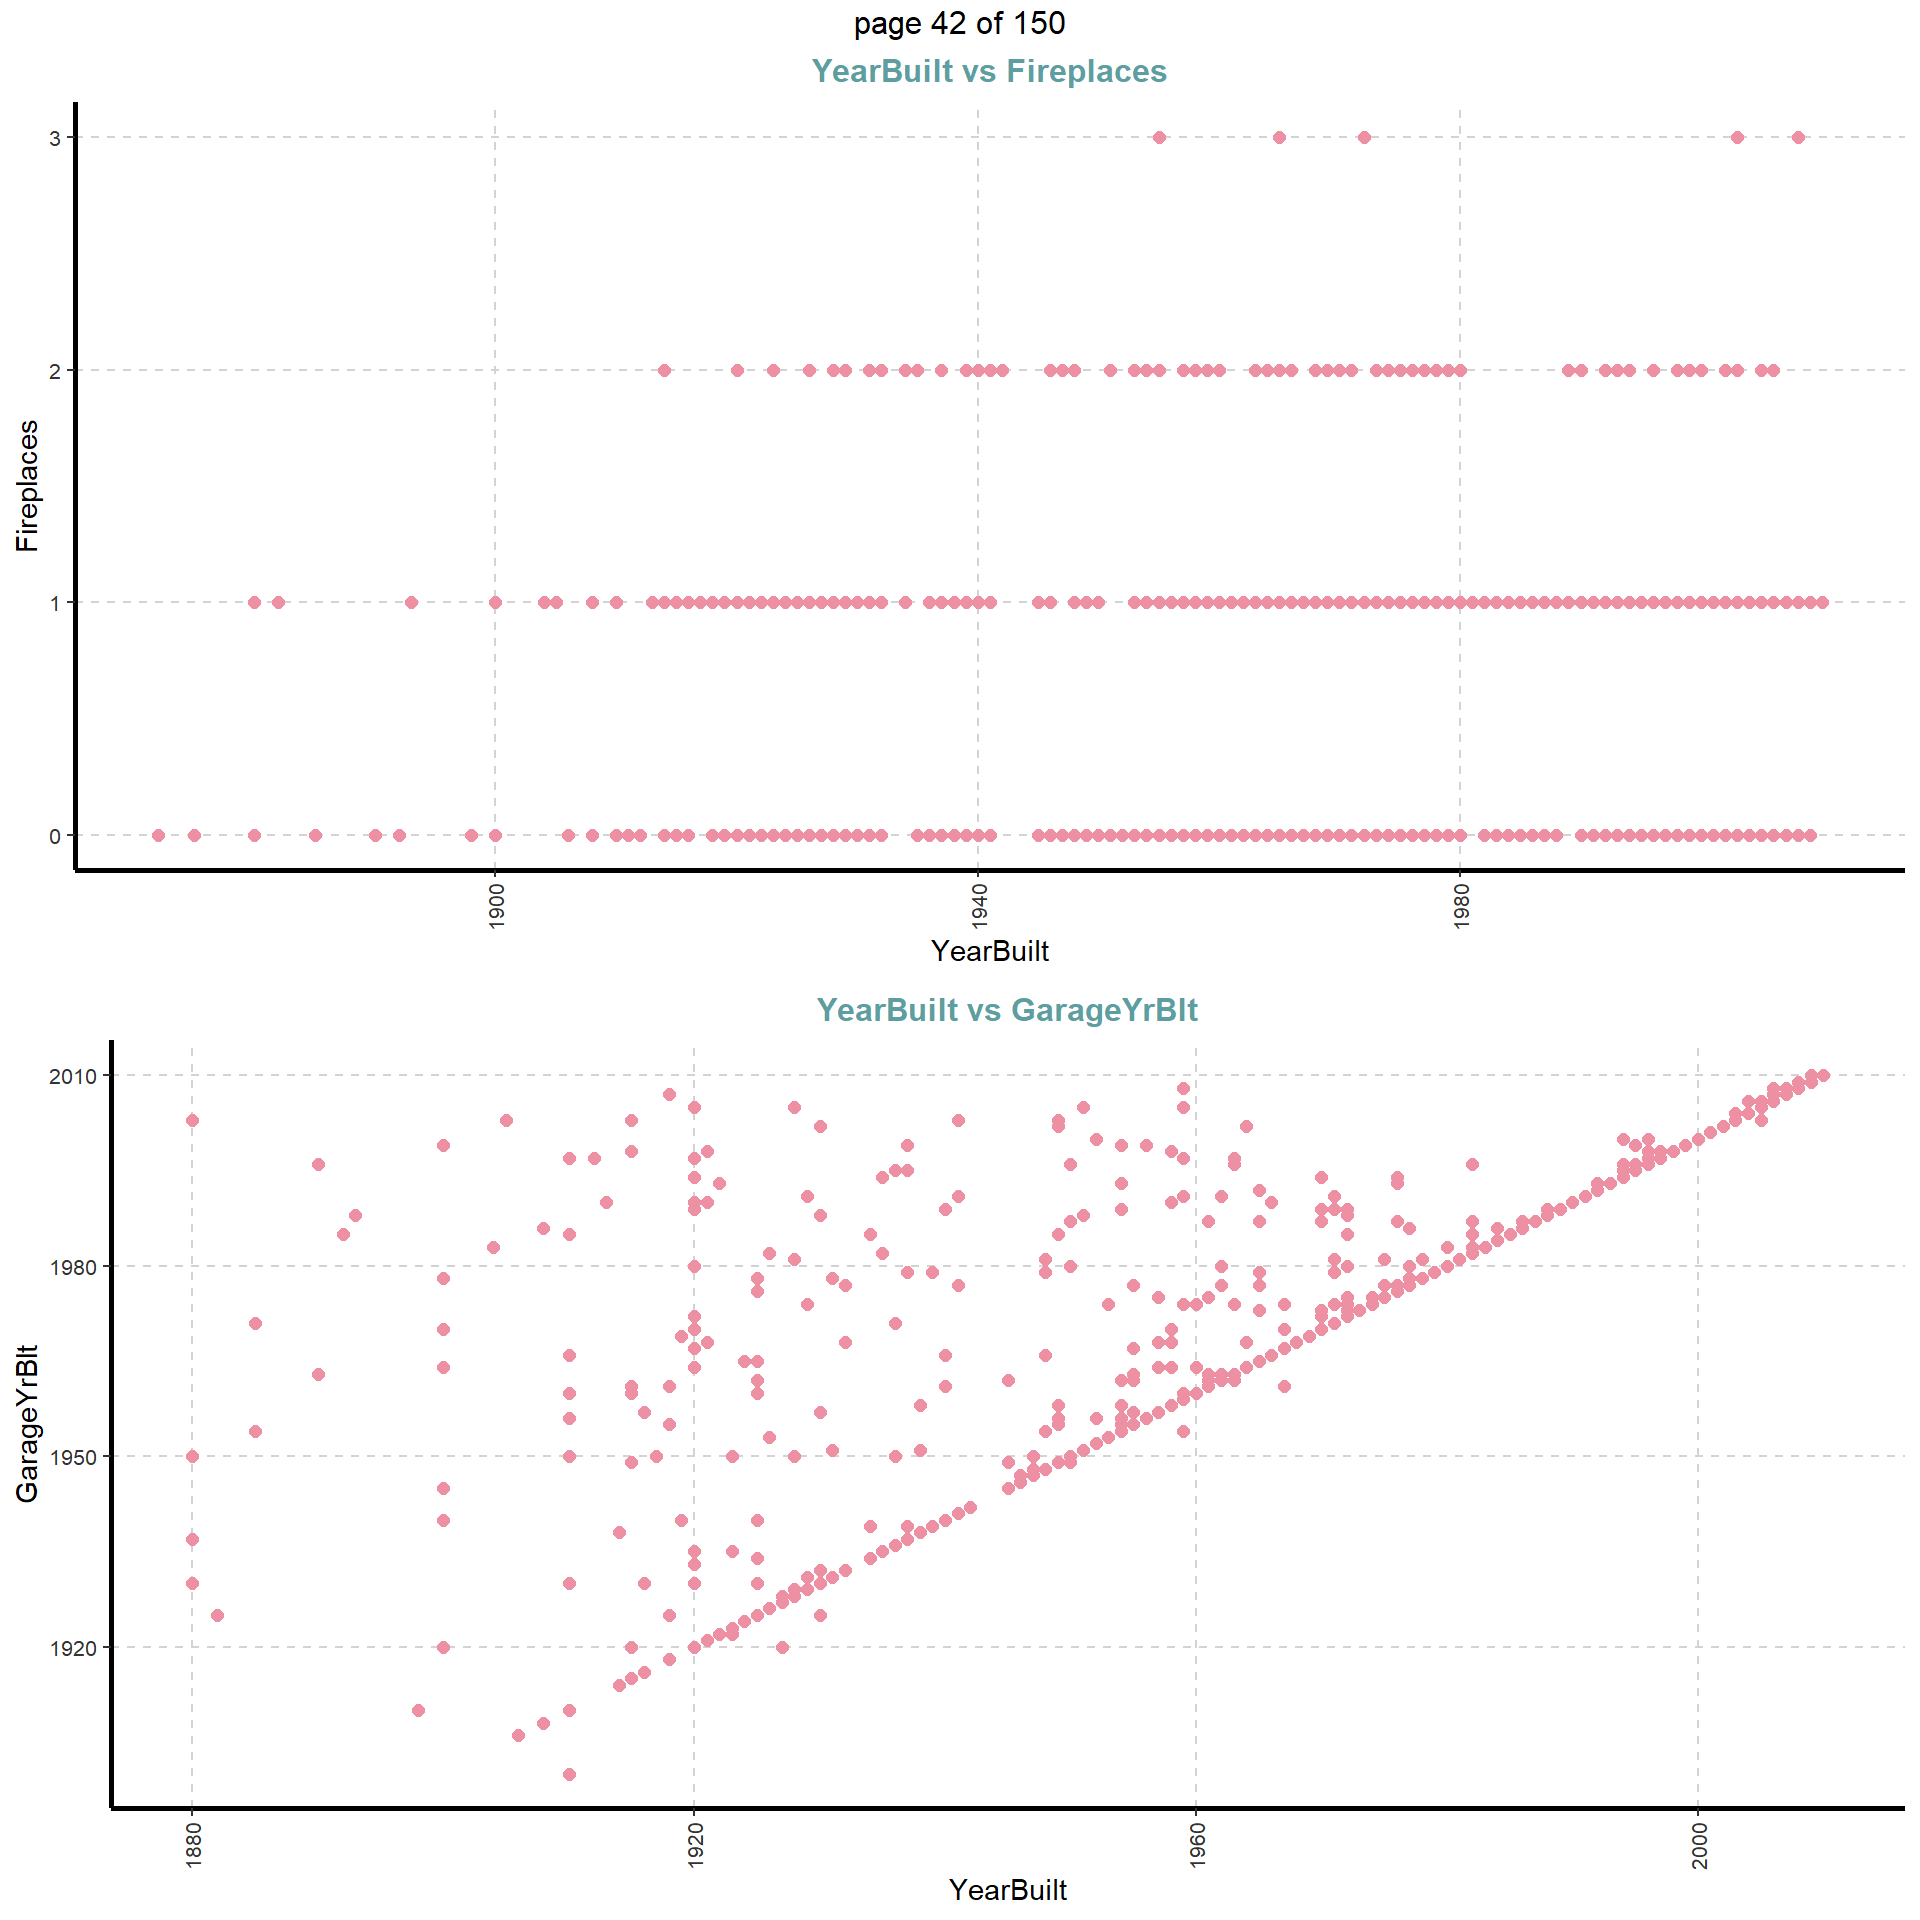 page 42 of 150
YearBuilt vs Fireplaces
3
2
1
0
Fireplaces
1900
1940
1980
YearBuilt
YearBuilt vs GarageYrBlt
2010
1980
1950
1920
GarageYrBlt
1880
1920
1960
2000
YearBuilt